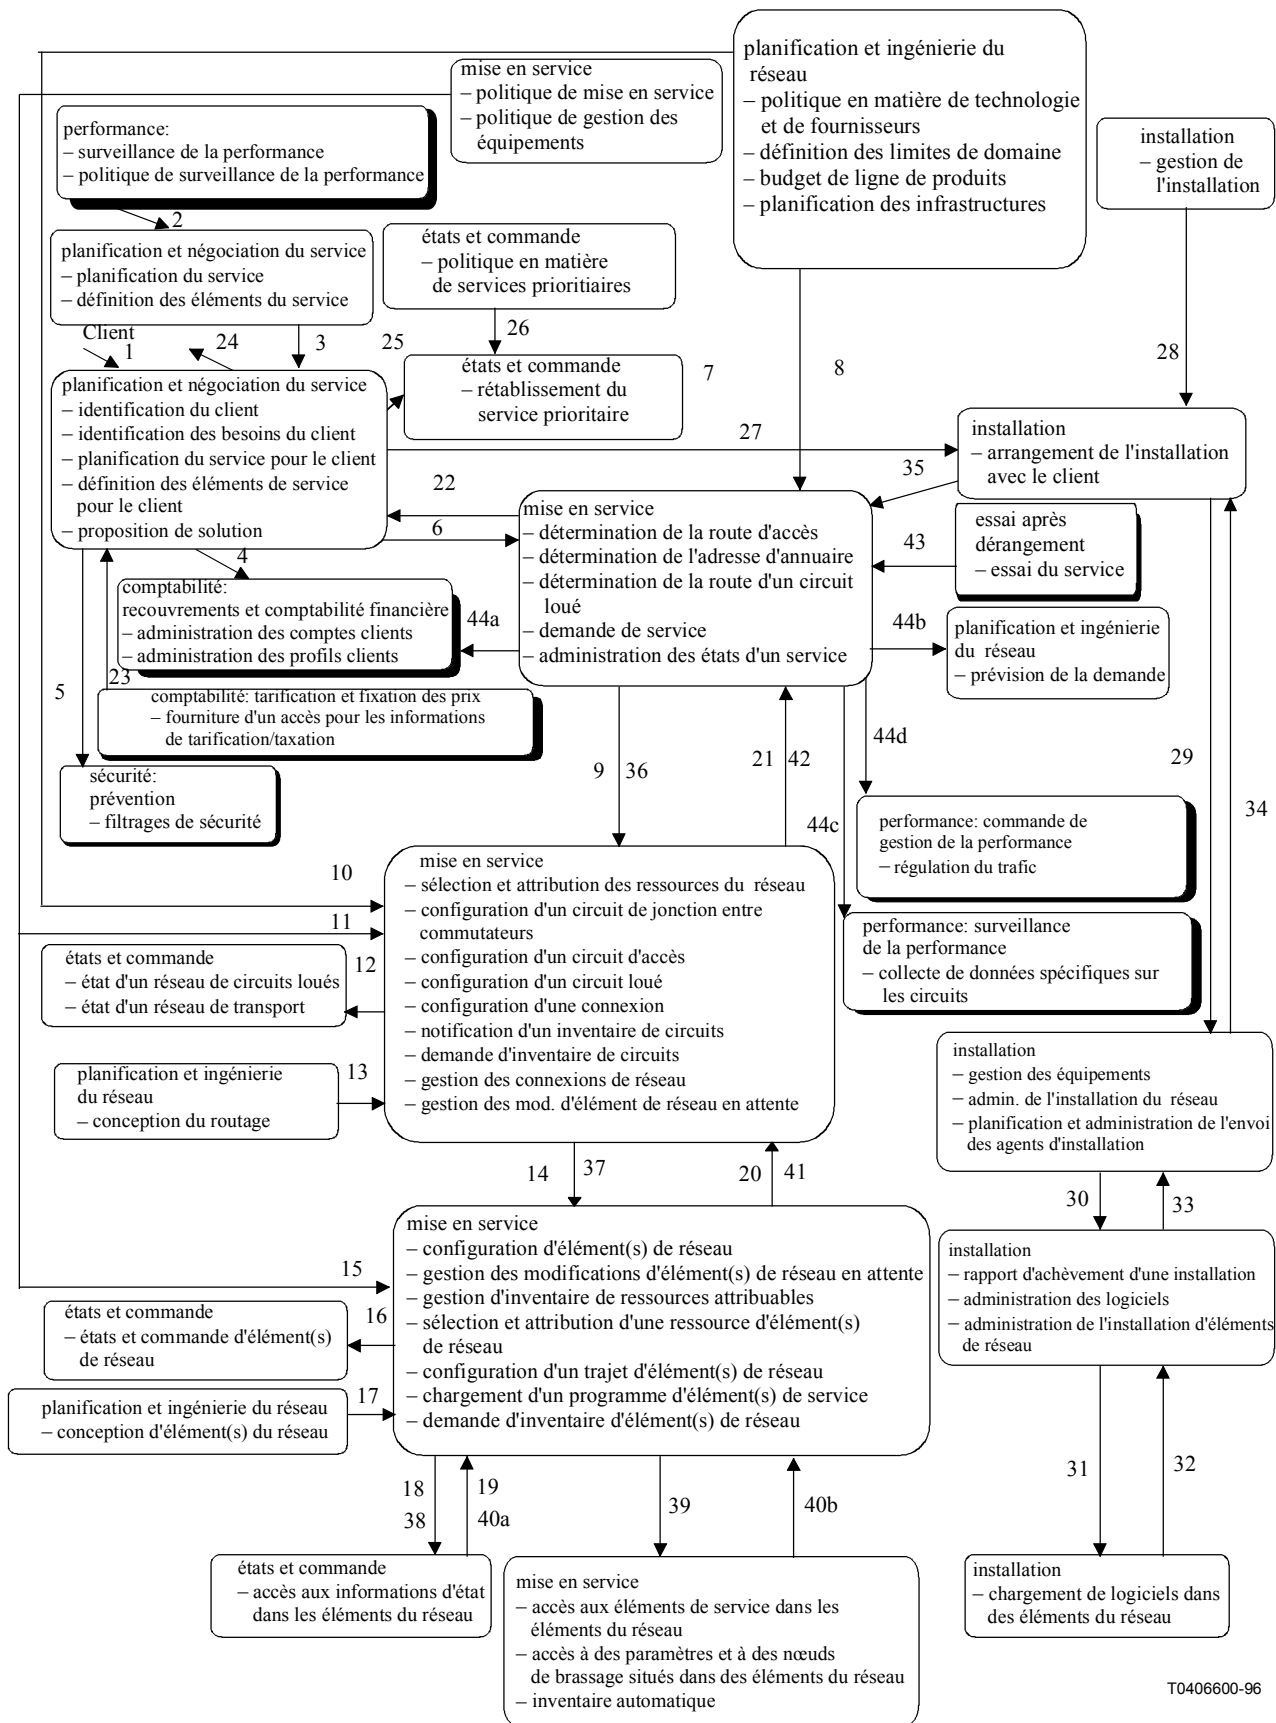 planification et ingénierie du
réseau
– politique en matière de technologie
et de fournisseurs
– définition des limites de domaine
– budget de ligne de produits
– planification des infrastructures
mise en service
– politique de mise en service
– politique de gestion des
équipements
performance:
– surveillance de la performance
– politique de surveillance de la performance
installation
– gestion de
l'installation
2
planification et négociation du service
– planification du service
– définition des éléments du service
états et commande
– politique en matière
de services prioritiaires
Client
1
24
3
25
26
7
8
28
planification et négociation du service
– identification du client
– identification des besoins du client
– planification du service pour le client
– définition des éléments de service
pour le client
– proposition de solution
états et commande
– rétablissement du
service prioritaire
27
installation
– arrangement de l'installation
avec le client
35
22
6
mise en service
– détermination de la route d'accès
– détermination de l'adresse d'annuaire
– détermination de la route d'un circuit
loué
– demande de service
– administration des états d'un service
43
essai après
dérangement
– essai du service
4
comptabilité:
recouvrements et comptabilité financière
– administration des comptes clients
– administration des profils clients
44a
44b
planification et ingénierie
du réseau
– prévision de la demande
5
23
comptabilité: tarification et fixation des prix
– fourniture d'un accès pour les informations
de tarification/taxation
sécurité:
prévention
– filtrages de sécurité
9
36
21
42
44d
44c
29
34
performance: commande de
gestion de la performance
– régulation du trafic
performance: surveillance
de la performance
– collecte de données spécifiques sur
les circuits
10
11
12
13
mise en service
– sélection et attribution des ressources du réseau
– configuration d'un circuit de jonction entre
commutateurs
– configuration d'un circuit d'accès
– configuration d'un circuit loué
– configuration d'une connexion
– notification d'un inventaire de circuits
– demande d'inventaire de circuits
– gestion des connexions de réseau
– gestion des mod. d'élément de réseau en attente
états et commande
– état d'un réseau de circuits loués
– état d'un réseau de transport
planification et ingénierie
du réseau
– conception du routage
installation
– gestion des équipements
– admin. de l'installation du réseau
– planification et administration de l'envoi
des agents d'installation
14
37
20
41
30
33
mise en service
– configuration d'élément(s) de réseau
– gestion des modifications d'élément(s) de réseau en attente
– gestion d'inventaire de ressources attribuables
– sélection et attribution d'une ressource d'élément(s)
de réseau
– configuration d'un trajet d'élément(s) de réseau
– chargement d'un programme d'élément(s) de service
– demande d'inventaire d'élément(s) de réseau
15
16
17
états et commande
– états et commande d'élément(s)
de réseau
planification et ingénierie du réseau
– conception d'élément(s) du réseau
installation
– rapport d'achèvement d'une installation
– administration des logiciels
– administration de l'installation d'éléments
de réseau
18
38
19
40a
39
40b
31
32
états et commande
– accès aux informations d'état
dans les éléments du réseau
mise en service
– accès aux éléments de service dans les
éléments du réseau
– accès à des paramètres et à des nœuds
de brassage situés dans des éléments du réseau
– inventaire automatique
installation
– chargement de logiciels dans
des éléments du réseau
T0406600-96